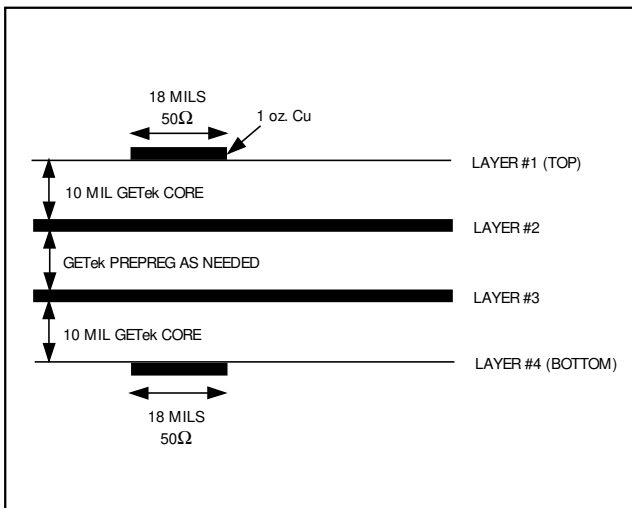 18 MILS
50Ω
1 oz. Cu
LAYER #1 (TOP)
10 MIL GETek CORE
LAYER #2
GETek PREPREG AS NEEDED
LAYER #3
10 MIL GETek CORE
LAYER #4 (BOTTOM)
18 MILS
50Ω